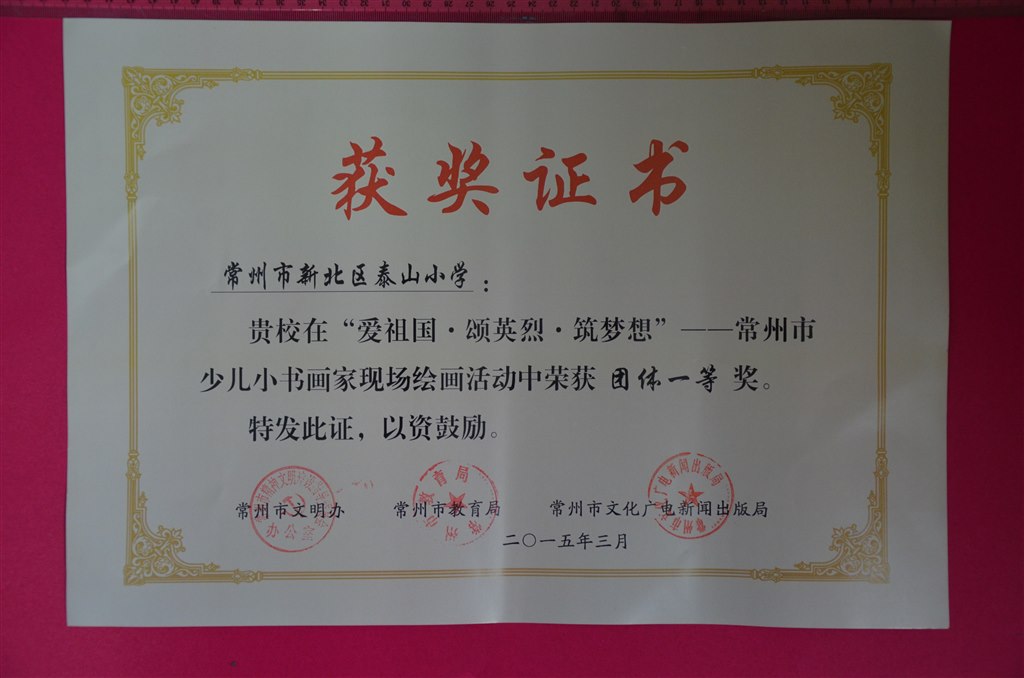 获奖证书
常州市新北区泰山小学：
贵校在“爱祖国·颂英烈·筑梦想”——常州市
少儿小书画家现场绘画活动中荣获 团体一等 奖。
特发此证，以资鼓励。
常州市文明办 常州市教育局 常州市文化广电新闻出版局
办公室
二〇一五年三月